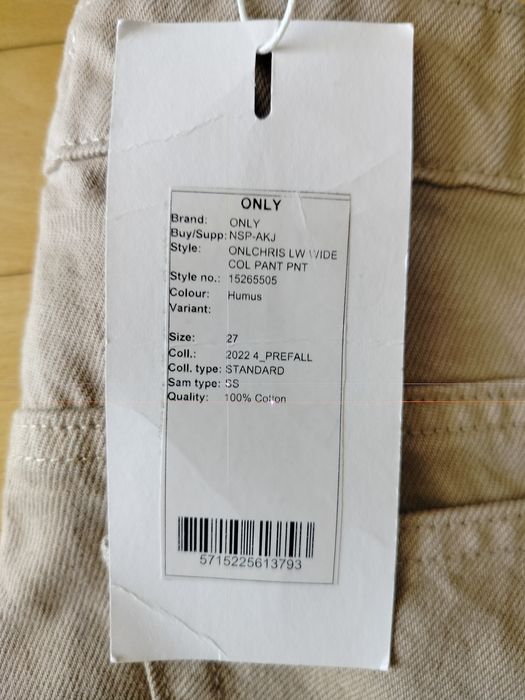 ONLY
Brand: ONLY
Buy/Supp: NSP-AKJ
Style: ONLCHRIS LW WIDE
COL PANT PNT
Style no.: 15265505
Colour: Humus
Variant:
Size: 27
Coll.: 2022 4_PREFALL
Coll. type: STANDARD
Sam type: SS
Quality: 100% Cotton
5715225613793